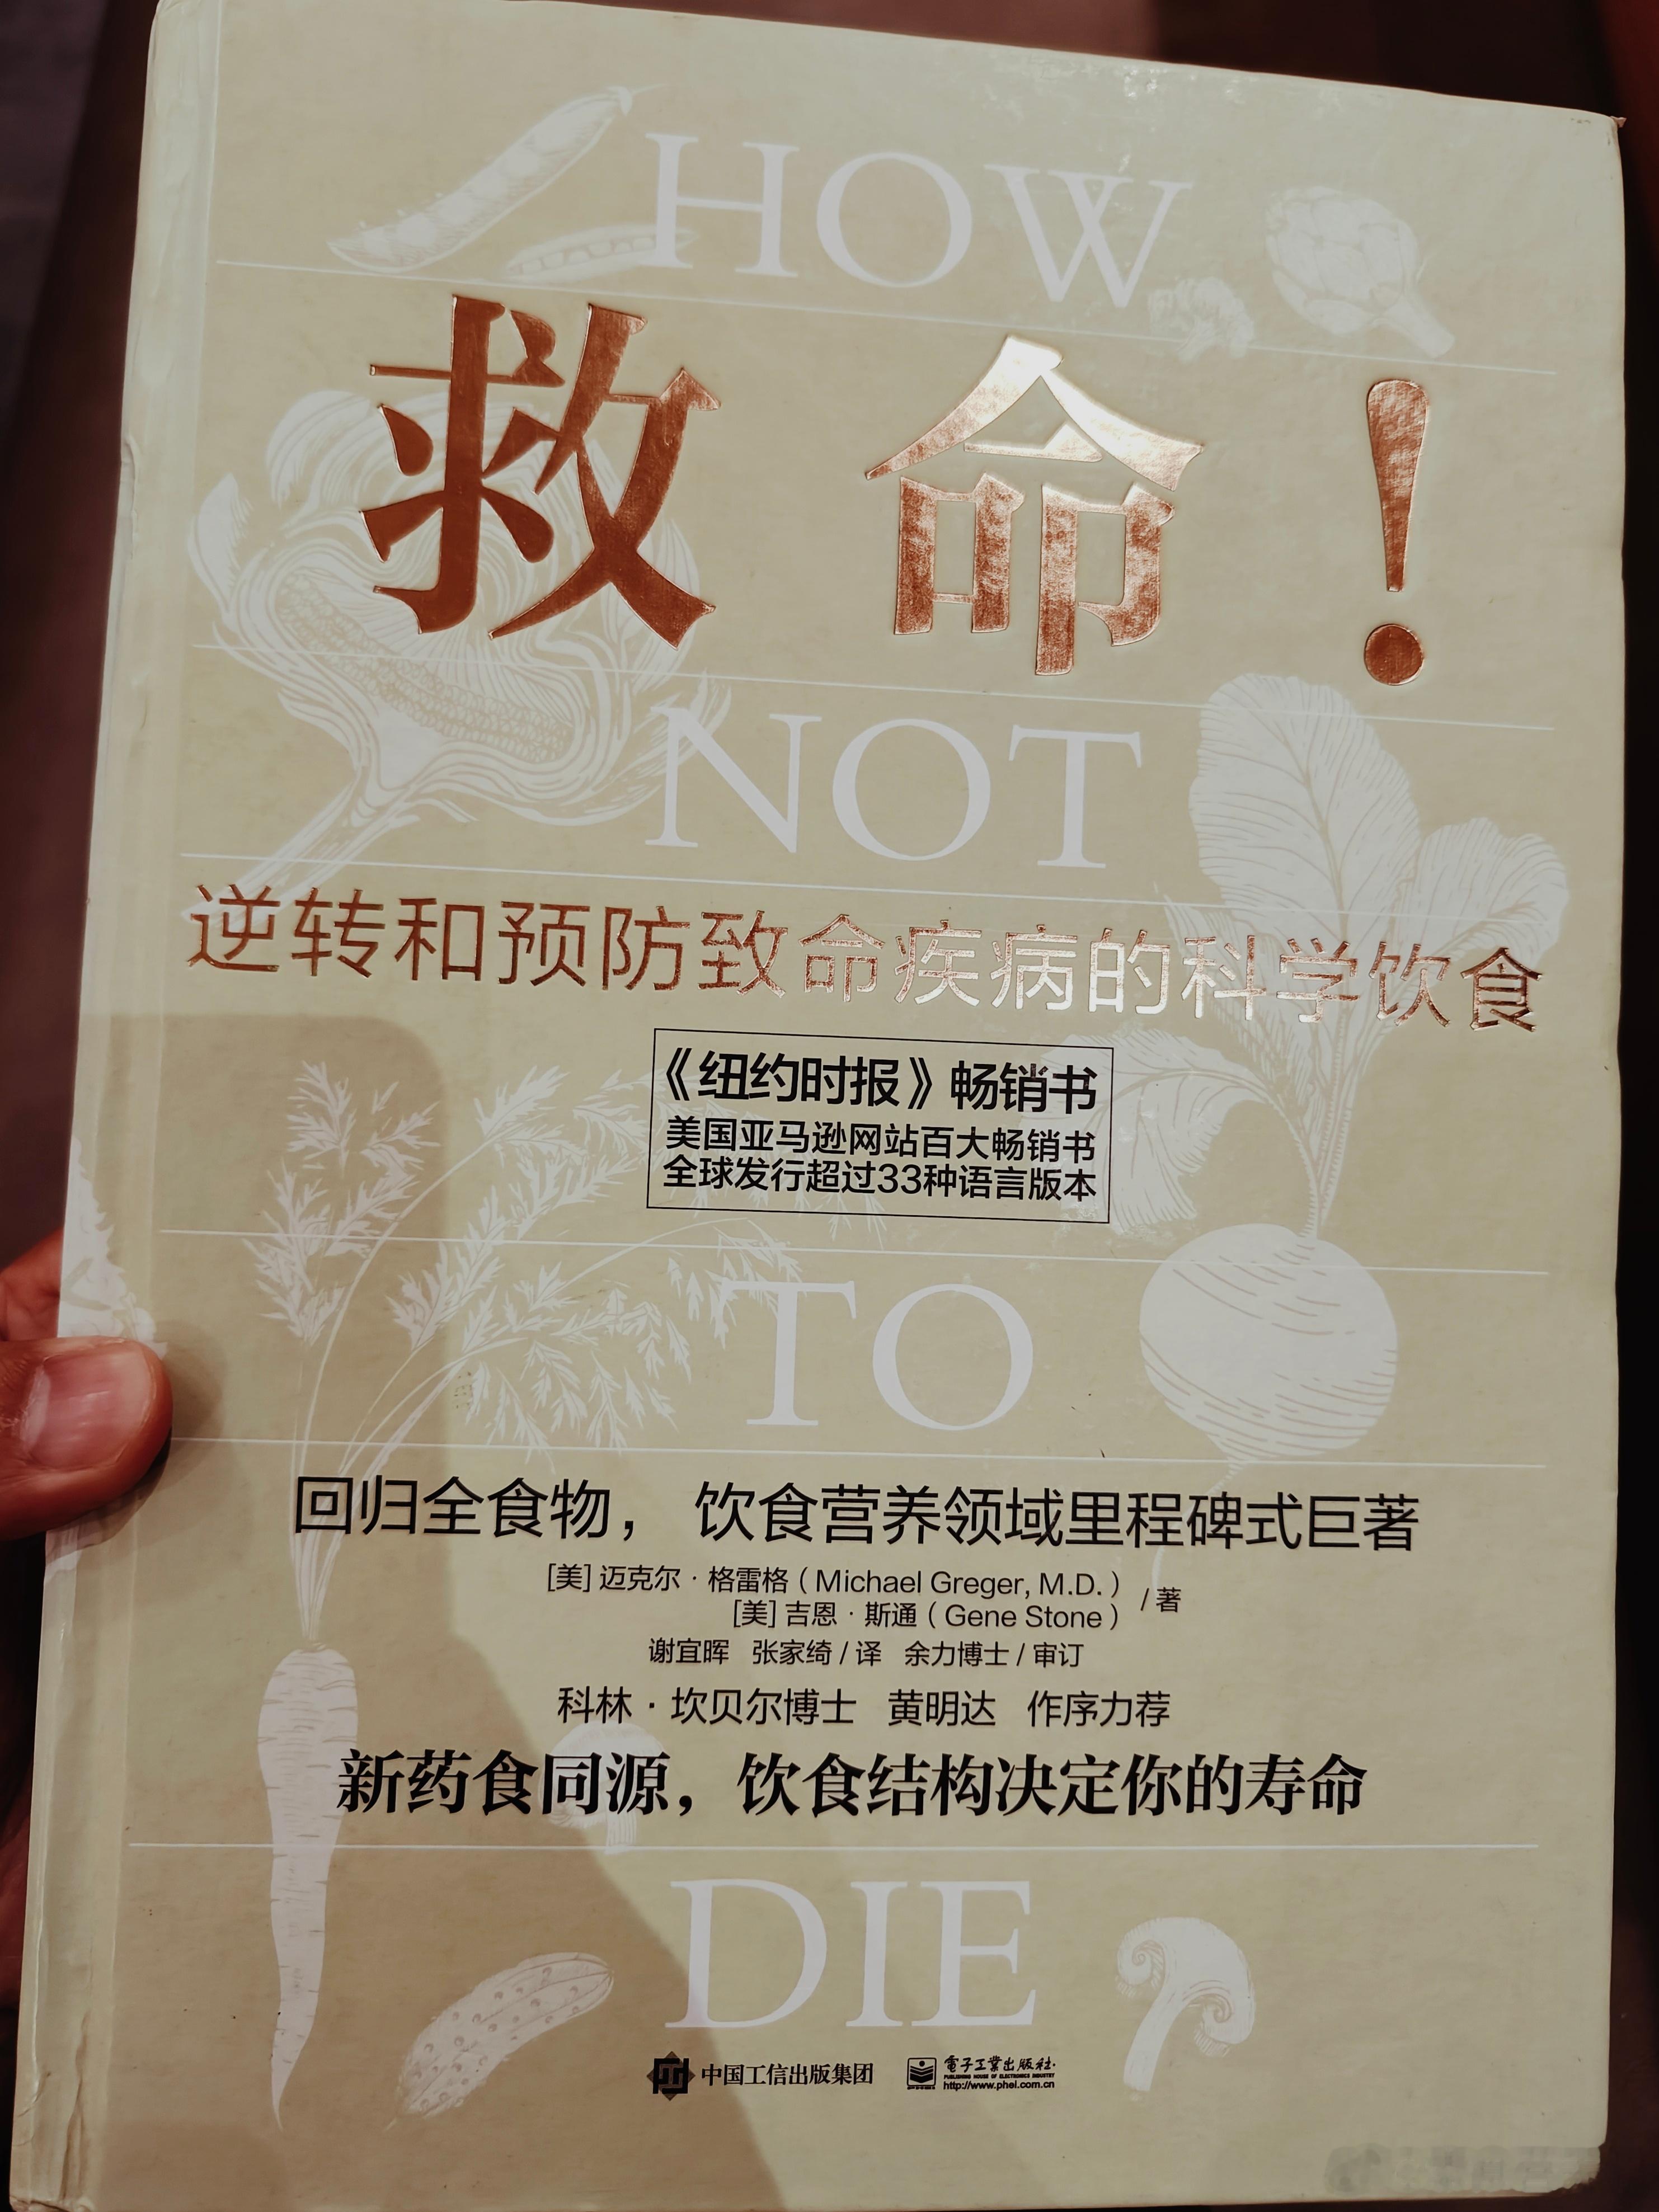 HOW
救命！
NOT
逆转和预防致命疾病的科学饮食
《纽约时报》畅销书
美国亚马逊网站百大畅销书
全球发行超过33种语言版本
TO
回归全食物， 饮食营养领域里程碑式巨著
[美] 迈克尔·格雷格（Michael Greger, M.D.）
[美] 吉恩·斯通（Gene Stone） / 著
谢宜晖 张家绮 / 译 余力博士 / 审订
科林·坎贝尔博士 黄明达 作序力荐
新药食同源，饮食结构决定你的寿命
DIE
中国工信出版集团
電子工業出版社·
PUBLISHING HOUSE OF ELECTRONICS INDUSTRY
http://www.phei.com.cn